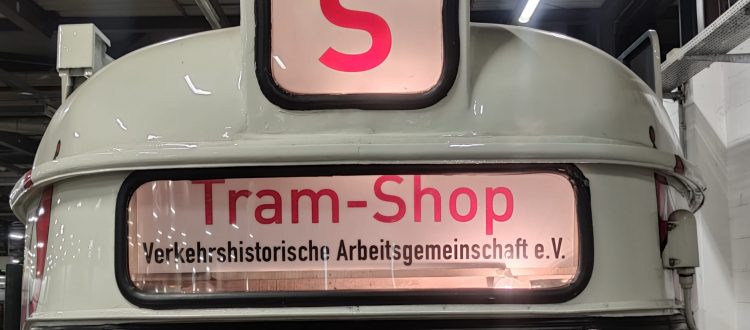 S
Tram-Shop
Verkehrshistorische Arbeitsgemeinschaft e.V.